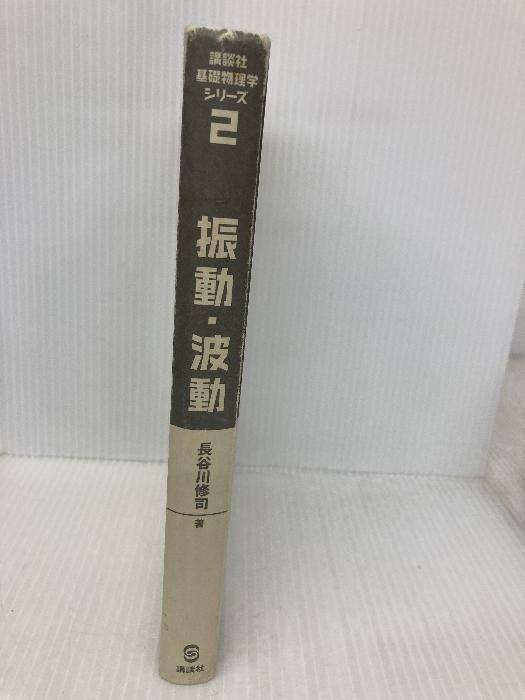 講談社
基礎物理学
シリーズ
2
振動・波動
長谷川修司
著
講談社